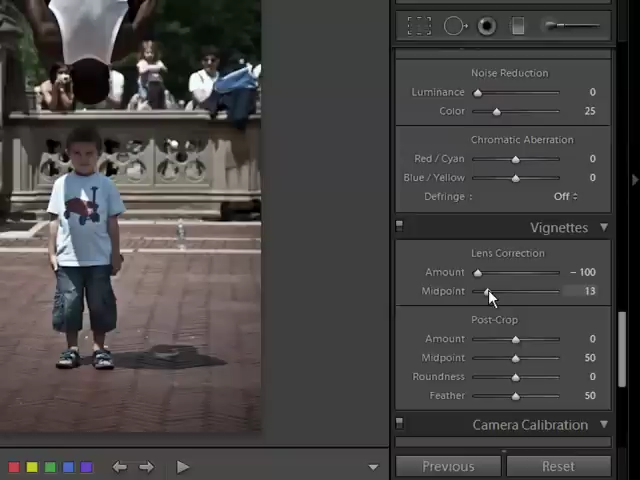 Noise Reduction
Luminance 0
Color 25
Chromatic Aberration
Red / Cyan 0
Blue / Yellow 0
Defringe : Off
Vignettes
Lens Correction
Amount – 100
Midpoint 13
Post-Crop
Amount 0
Midpoint 50
Roundness 0
Feather 50
Camera Calibration
Previous Reset